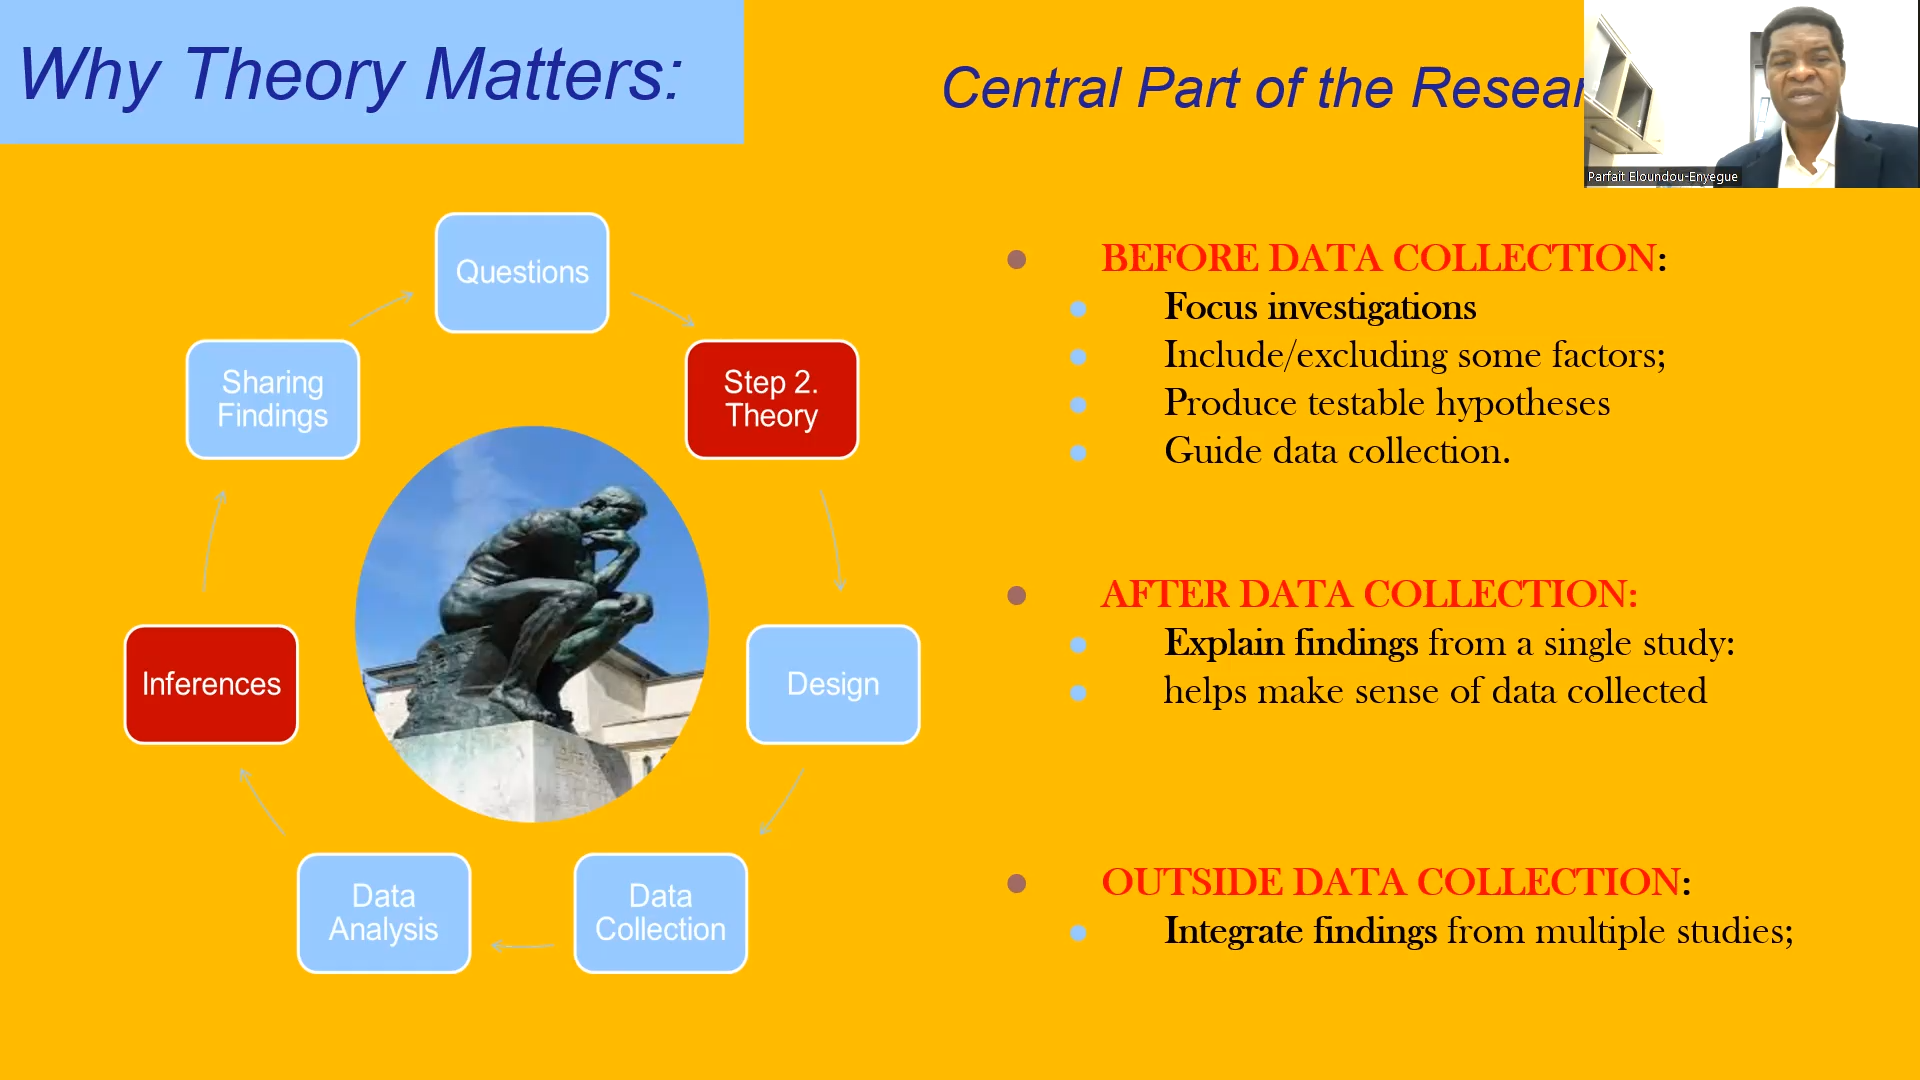 Why Theory Matters:
Central Part of the
Parfait Eloundou-Enyegue
Questions
Step 2.
Theory
Design
Data
Collection
Data
Analysis
Inferences
Sharing
Findings
BEFORE DATA COLLECTION:
Focus investigations
Include/excluding some factors;
Produce testable hypotheses
Guide data collection.
AFTER DATA COLLECTION:
Explain findings from a single study:
helps make sense of data collected
OUTSIDE DATA COLLECTION:
Integrate findings from multiple studies;